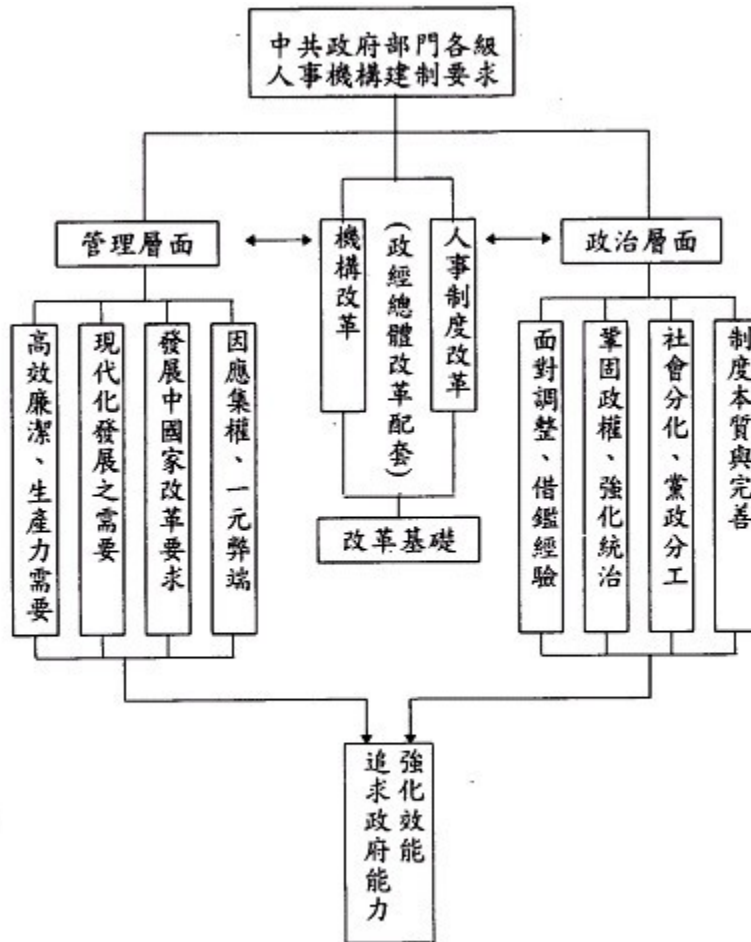 中共政府部門各級
人事機構建制要求
管理層面
機構改革
(政經總體改革配套)
人事制度改革
政治層面
高效廉潔、生產力需要
現代化發展之需要
發展中國家改革要求
因應集權、一元弊端
改革基礎
面對調整、借鑑經驗
鞏固政權、強化統治
社會分化、黨政分工
制度本質與完善
強化效能
追求政府能力